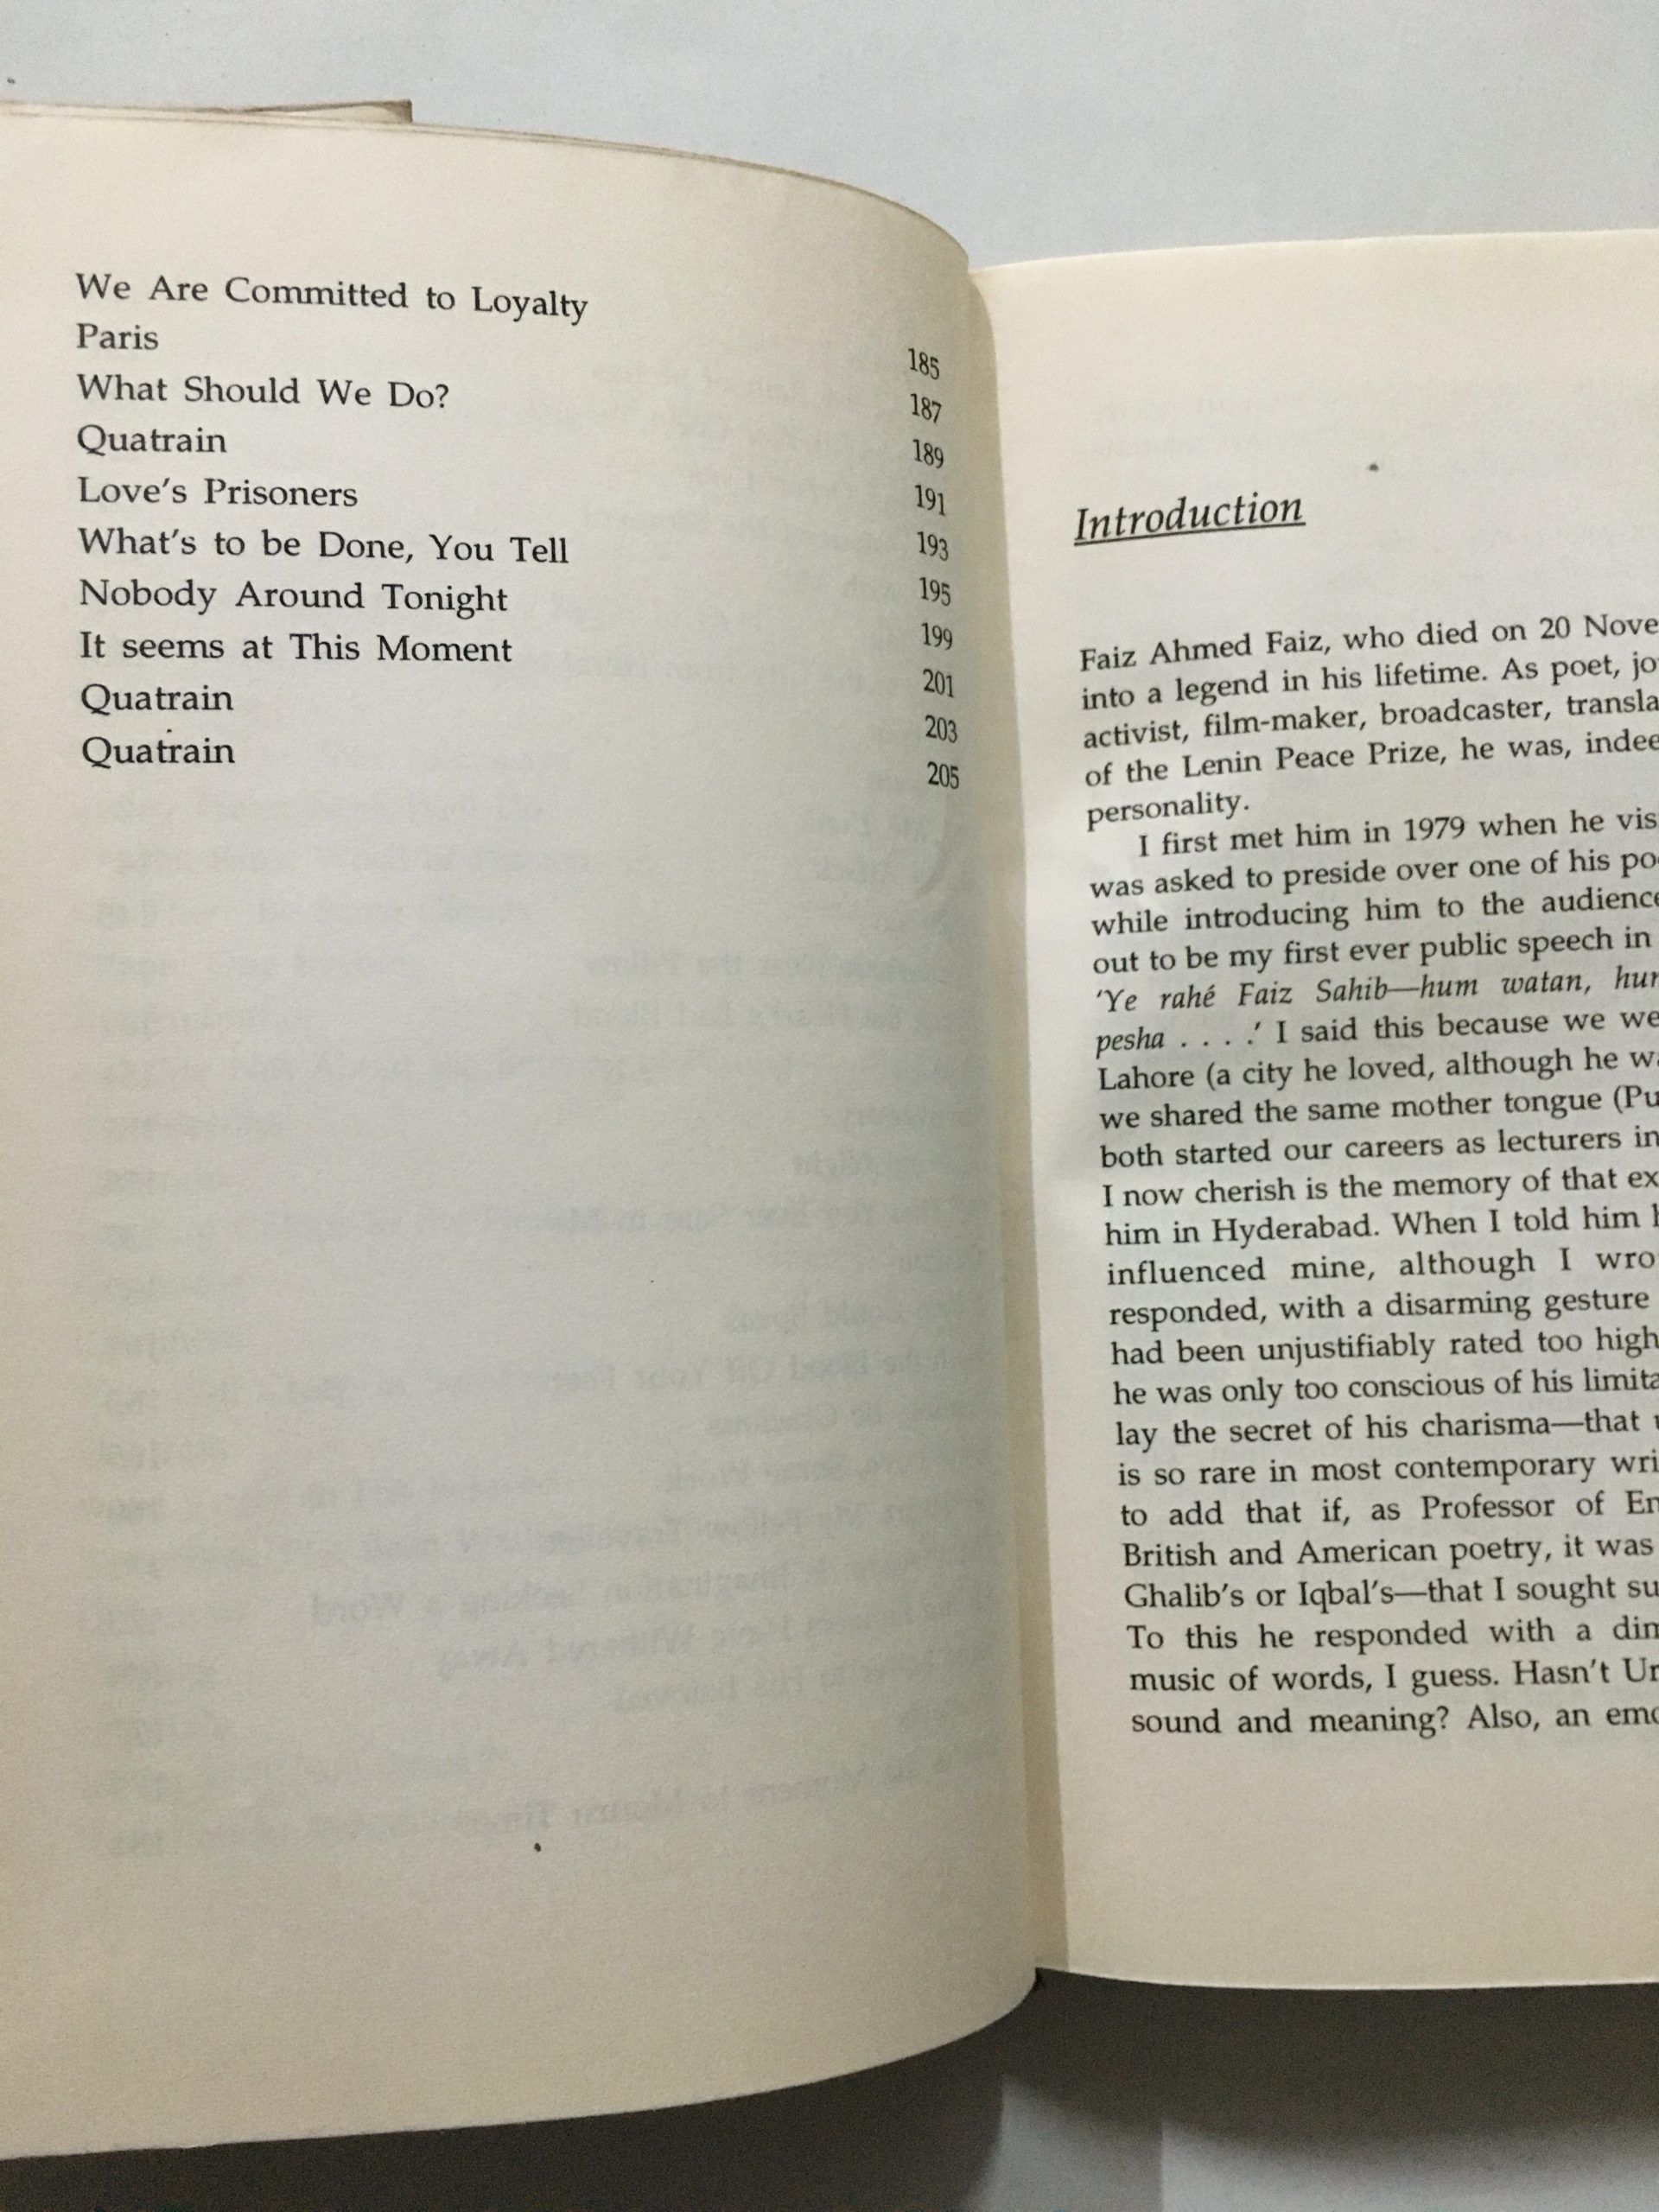 We Are Committed to Loyalty 185
Paris 187
What Should We Do? 189
Quatrain 191
Love's Prisoners 193
What's to be Done, You Tell 195
Nobody Around Tonight 199
It seems at This Moment 201
Quatrain 203
Quatrain 205
Introduction
Faiz Ahmed Faiz, who died on 20 Nove
into a legend in his lifetime. As poet, jo
activist, film-maker, broadcaster, transla
of the Lenin Peace Prize, he was, indee
personality.
I first met him in 1979 when he vis
was asked to preside over one of his po
while introducing him to the audience
out to be my first ever public speech in
'Ye rahé Faiz Sahib—hum watan, hu
pesha . . . .' I said this because we we
Lahore (a city he loved, although he wa
we shared the same mother tongue (Pu
both started our careers as lecturers in
I now cherish is the memory of that ex
him in Hyderabad. When I told him
influenced mine, although I wro
responded, with a disarming gesture
had been unjustifiably rated too high
he was only too conscious of his limita
lay the secret of his charisma—that
is so rare in most contemporary wri
to add that if, as Professor of En
British and American poetry, it was
Ghalib's or Iqbal's—that I sought su
To this he responded with a dim
music of words, I guess. Hasn't Ur
sound and meaning? Also, an emo